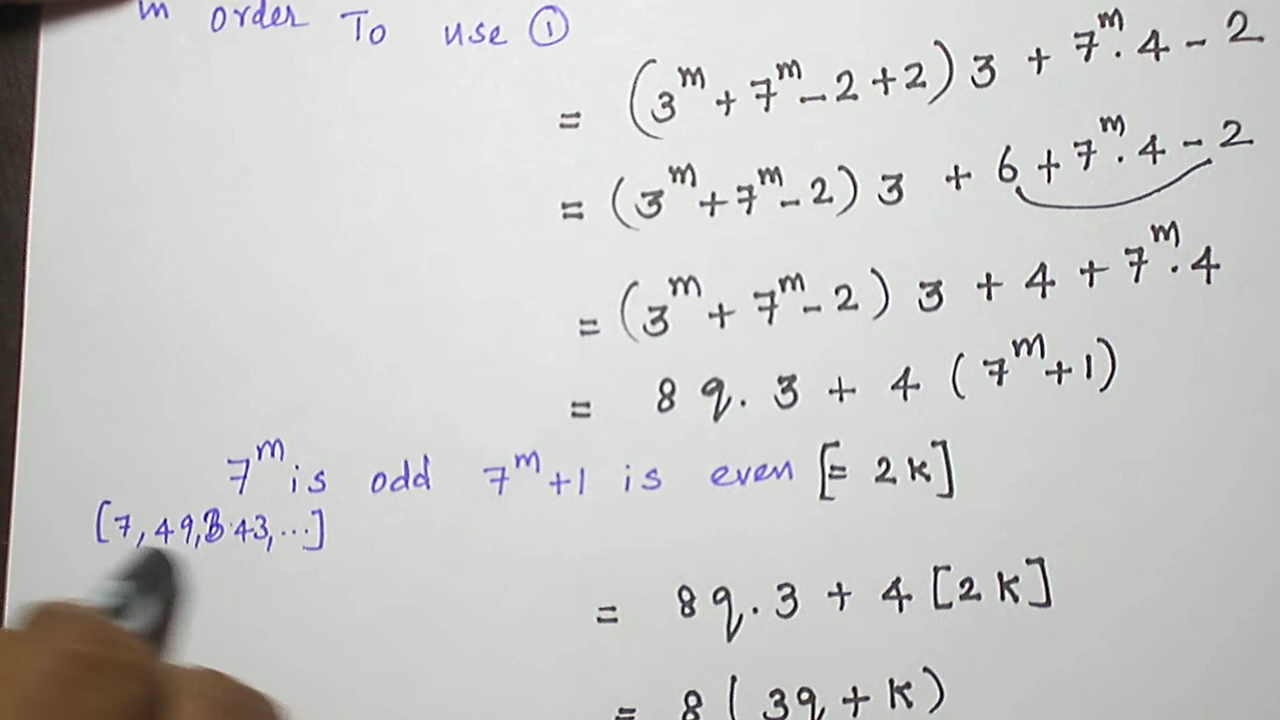 in order To use ①
= (3^m + 7^m - 2 + 2) 3 + 7^m . 4 - 2
= (3^m + 7^m - 2) 3 + 6 + 7^m . 4 - 2
= (3^m + 7^m - 2) 3 + 4 + 7^m . 4
= 8q . 3 + 4 (7^m + 1)
7^m is odd 7^m + 1 is even [= 2k]
[7, 49, 343, ...]
= 8q . 3 + 4 [2k]
= 8 (3q + k)